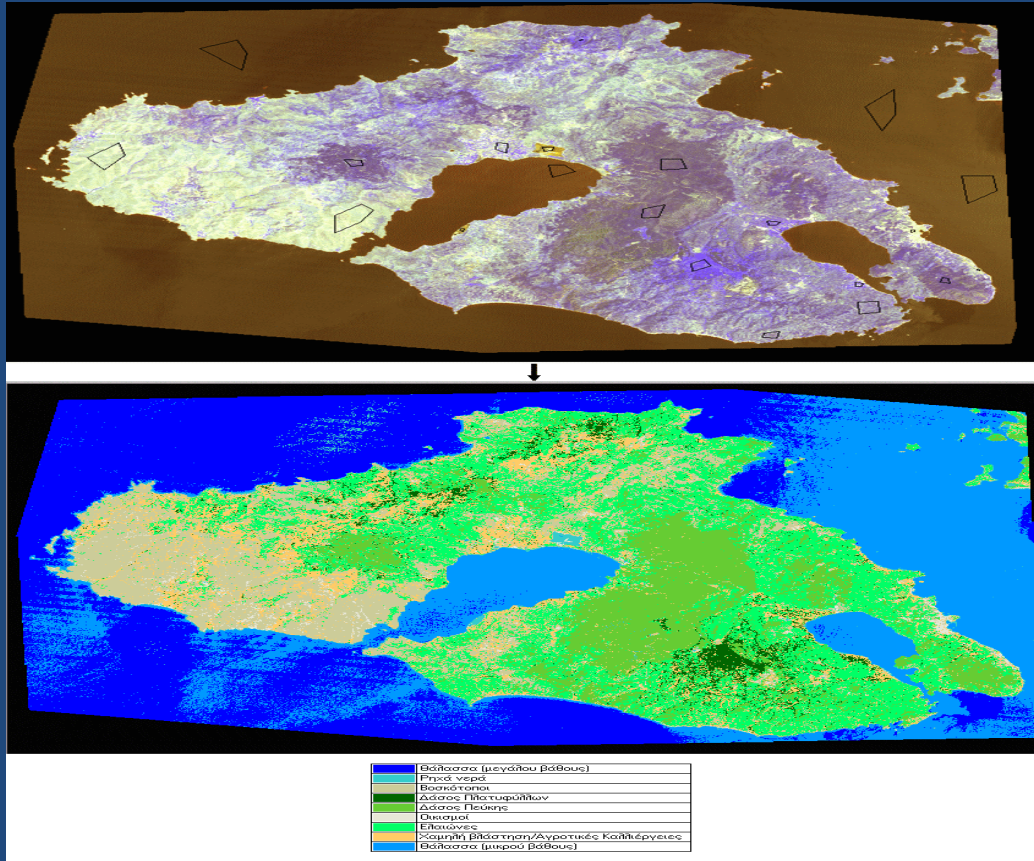 Θάλασσα (μεγάλου βάθους)
Ρηχά νερά
Βοσκότοποι
Δάσος Πλατυφύλλων
Δάσος Πεύκης
Οικισμοί
Ελαιώνες
Χαμηλή βλάστηση/Αγροτικές Καλλιέργειες
Θάλασσα (μικρού βάθους)